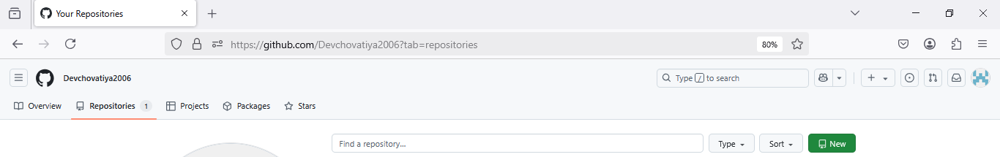 Your Repositories
https://github.com/Devchovatiya2006?tab=repositories 80%
Devchovatiya2006 Type / to search
Overview Repositories 1 Projects Packages Stars
Find a repository... Type Sort New